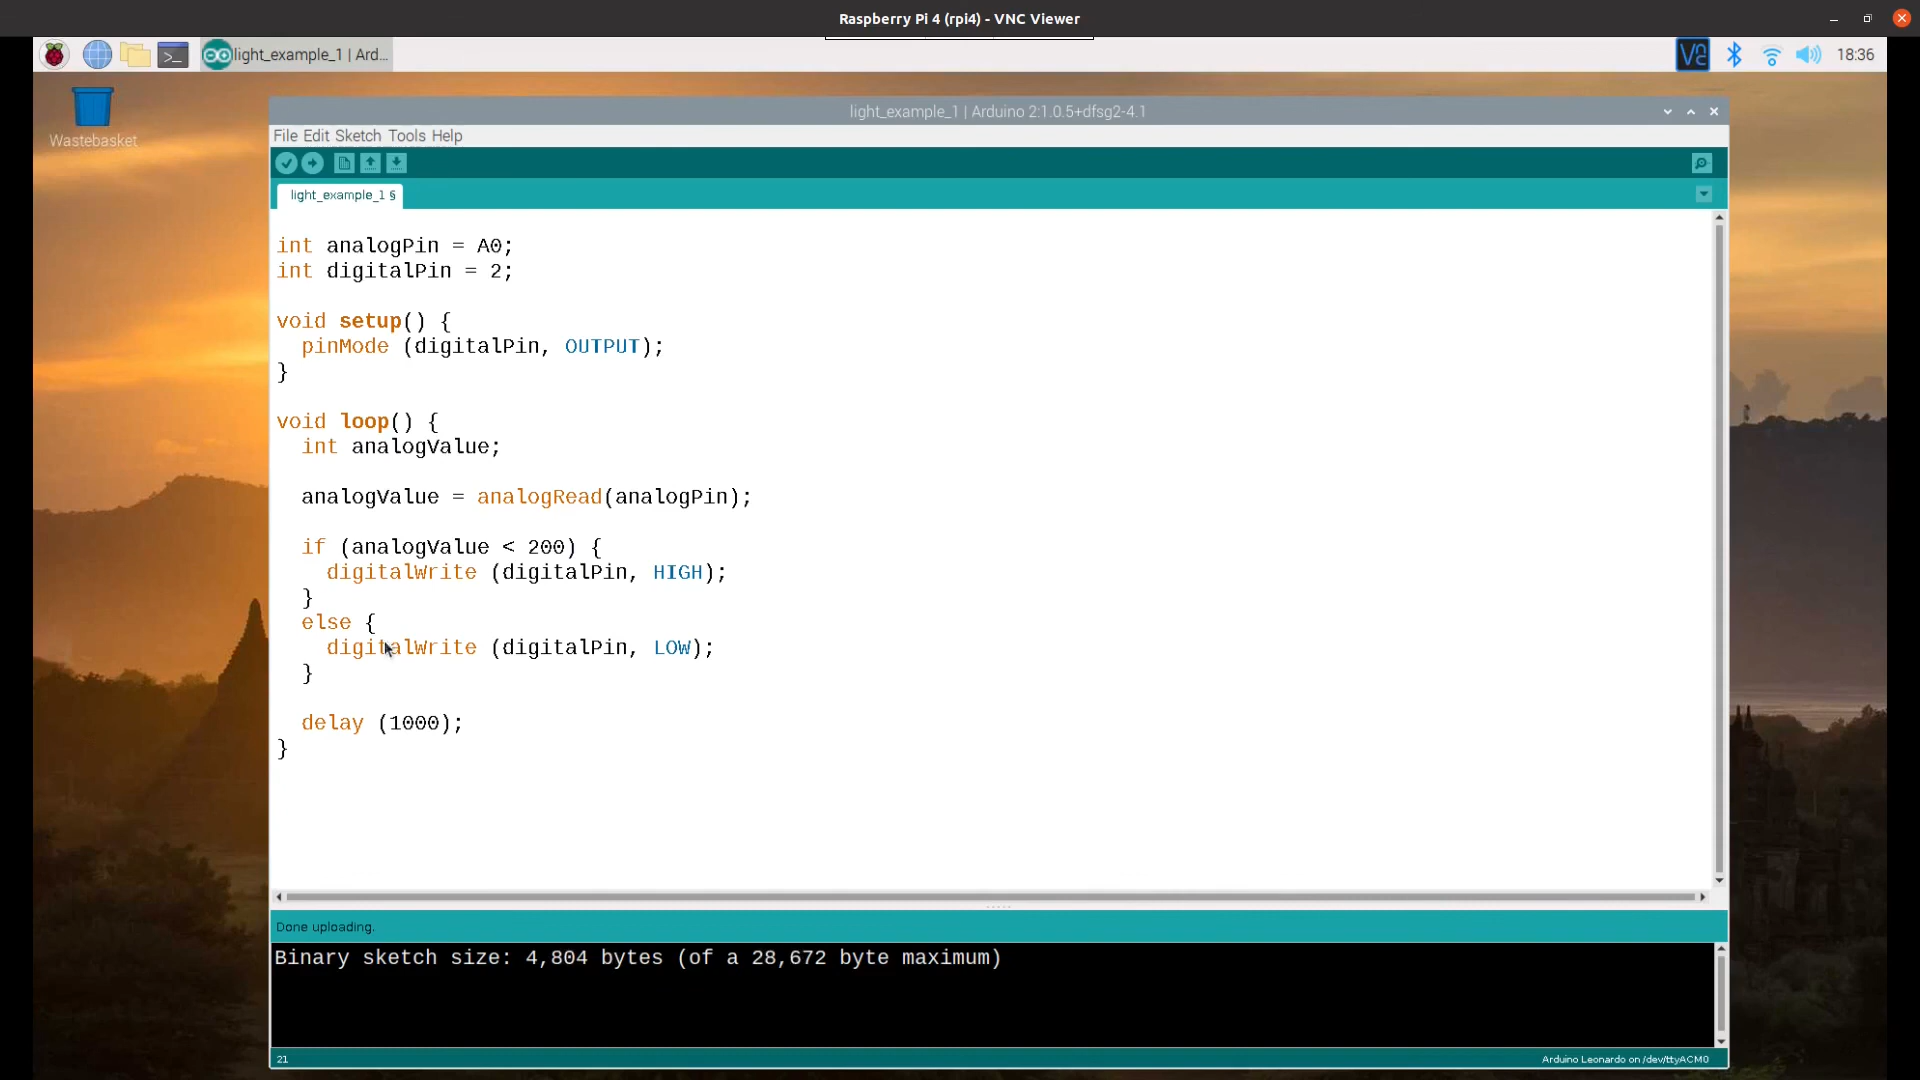 Raspberry Pi 4 (rpi4) - VNC Viewer
light_example_1 | Ard...
18:36
Wastebasket
light_example_1 | Arduino 2:1.0.5+dfsg2-4.1
File Edit Sketch Tools Help
light_example_1 §
int analogPin = A0;
int digitalPin = 2;
void setup() {
  pinMode (digitalPin, OUTPUT);
}
void loop() {
  int analogValue;
  analogValue = analogRead(analogPin);
  if (analogValue < 200) {
    digitalWrite (digitalPin, HIGH);
  }
  else {
    digitalWrite (digitalPin, LOW);
  }
  delay (1000);
}
Done uploading.
Binary sketch size: 4,804 bytes (of a 28,672 byte maximum)
21
Arduino Leonardo on /dev/ttyACM0